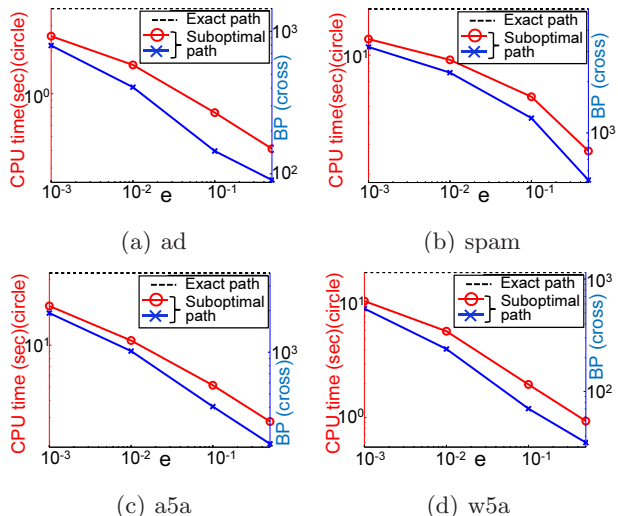 CPU time(sec)(circle)
10^0
Exact path
Suboptimal
path
10^3
10^2
BP (cross)
10^-3
10^-2
10^-1
e
(a) ad
CPU time(sec)(circle)
10^1
Exact path
Suboptimal
path
10^3
BP (cross)
10^-3
10^-2
10^-1
e
(b) spam
CPU time (sec)(circle)
10^1
Exact path
Suboptimal
path
10^3
BP (cross)
10^-3
10^-2
10^-1
e
(c) a5a
CPU time (sec)(circle)
10^1
10^0
Exact path
Suboptimal
path
10^3
10^2
BP (cross)
10^-3
10^-2
10^-1
e
(d) w5a